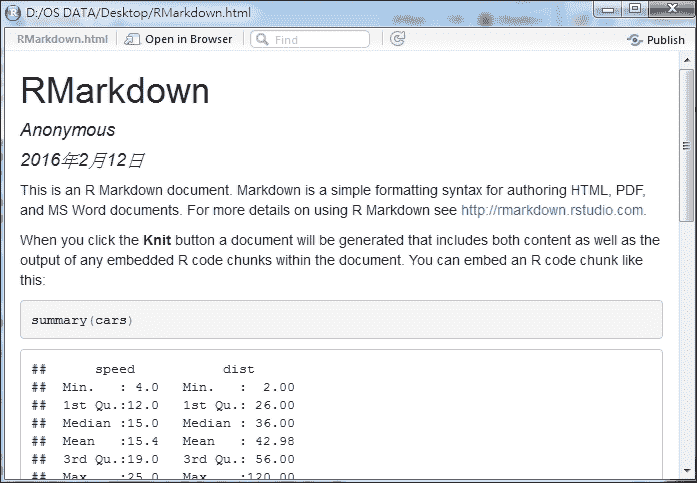 D:/OS DATA/Desktop/RMarkdown.html
RMarkdown.html Open in Browser Find Publish
RMarkdown
Anonymous
2016年2月12日
This is an R Markdown document. Markdown is a simple formatting syntax for authoring HTML, PDF,
and MS Word documents. For more details on using R Markdown see http://rmarkdown.rstudio.com.
When you click the Knit button a document will be generated that includes both content as well as the
output of any embedded R code chunks within the document. You can embed an R code chunk like
this:
summary(cars)
##      speed           dist
##  Min.   : 4.0   Min.   :  2.00
##  1st Qu.:12.0   1st Qu.: 26.00
##  Median :15.0   Median : 36.00
##  Mean   :15.4   Mean   : 42.98
##  3rd Qu.:19.0   3rd Qu.: 56.00
##  Max.   :25.0   Max.   :120.00